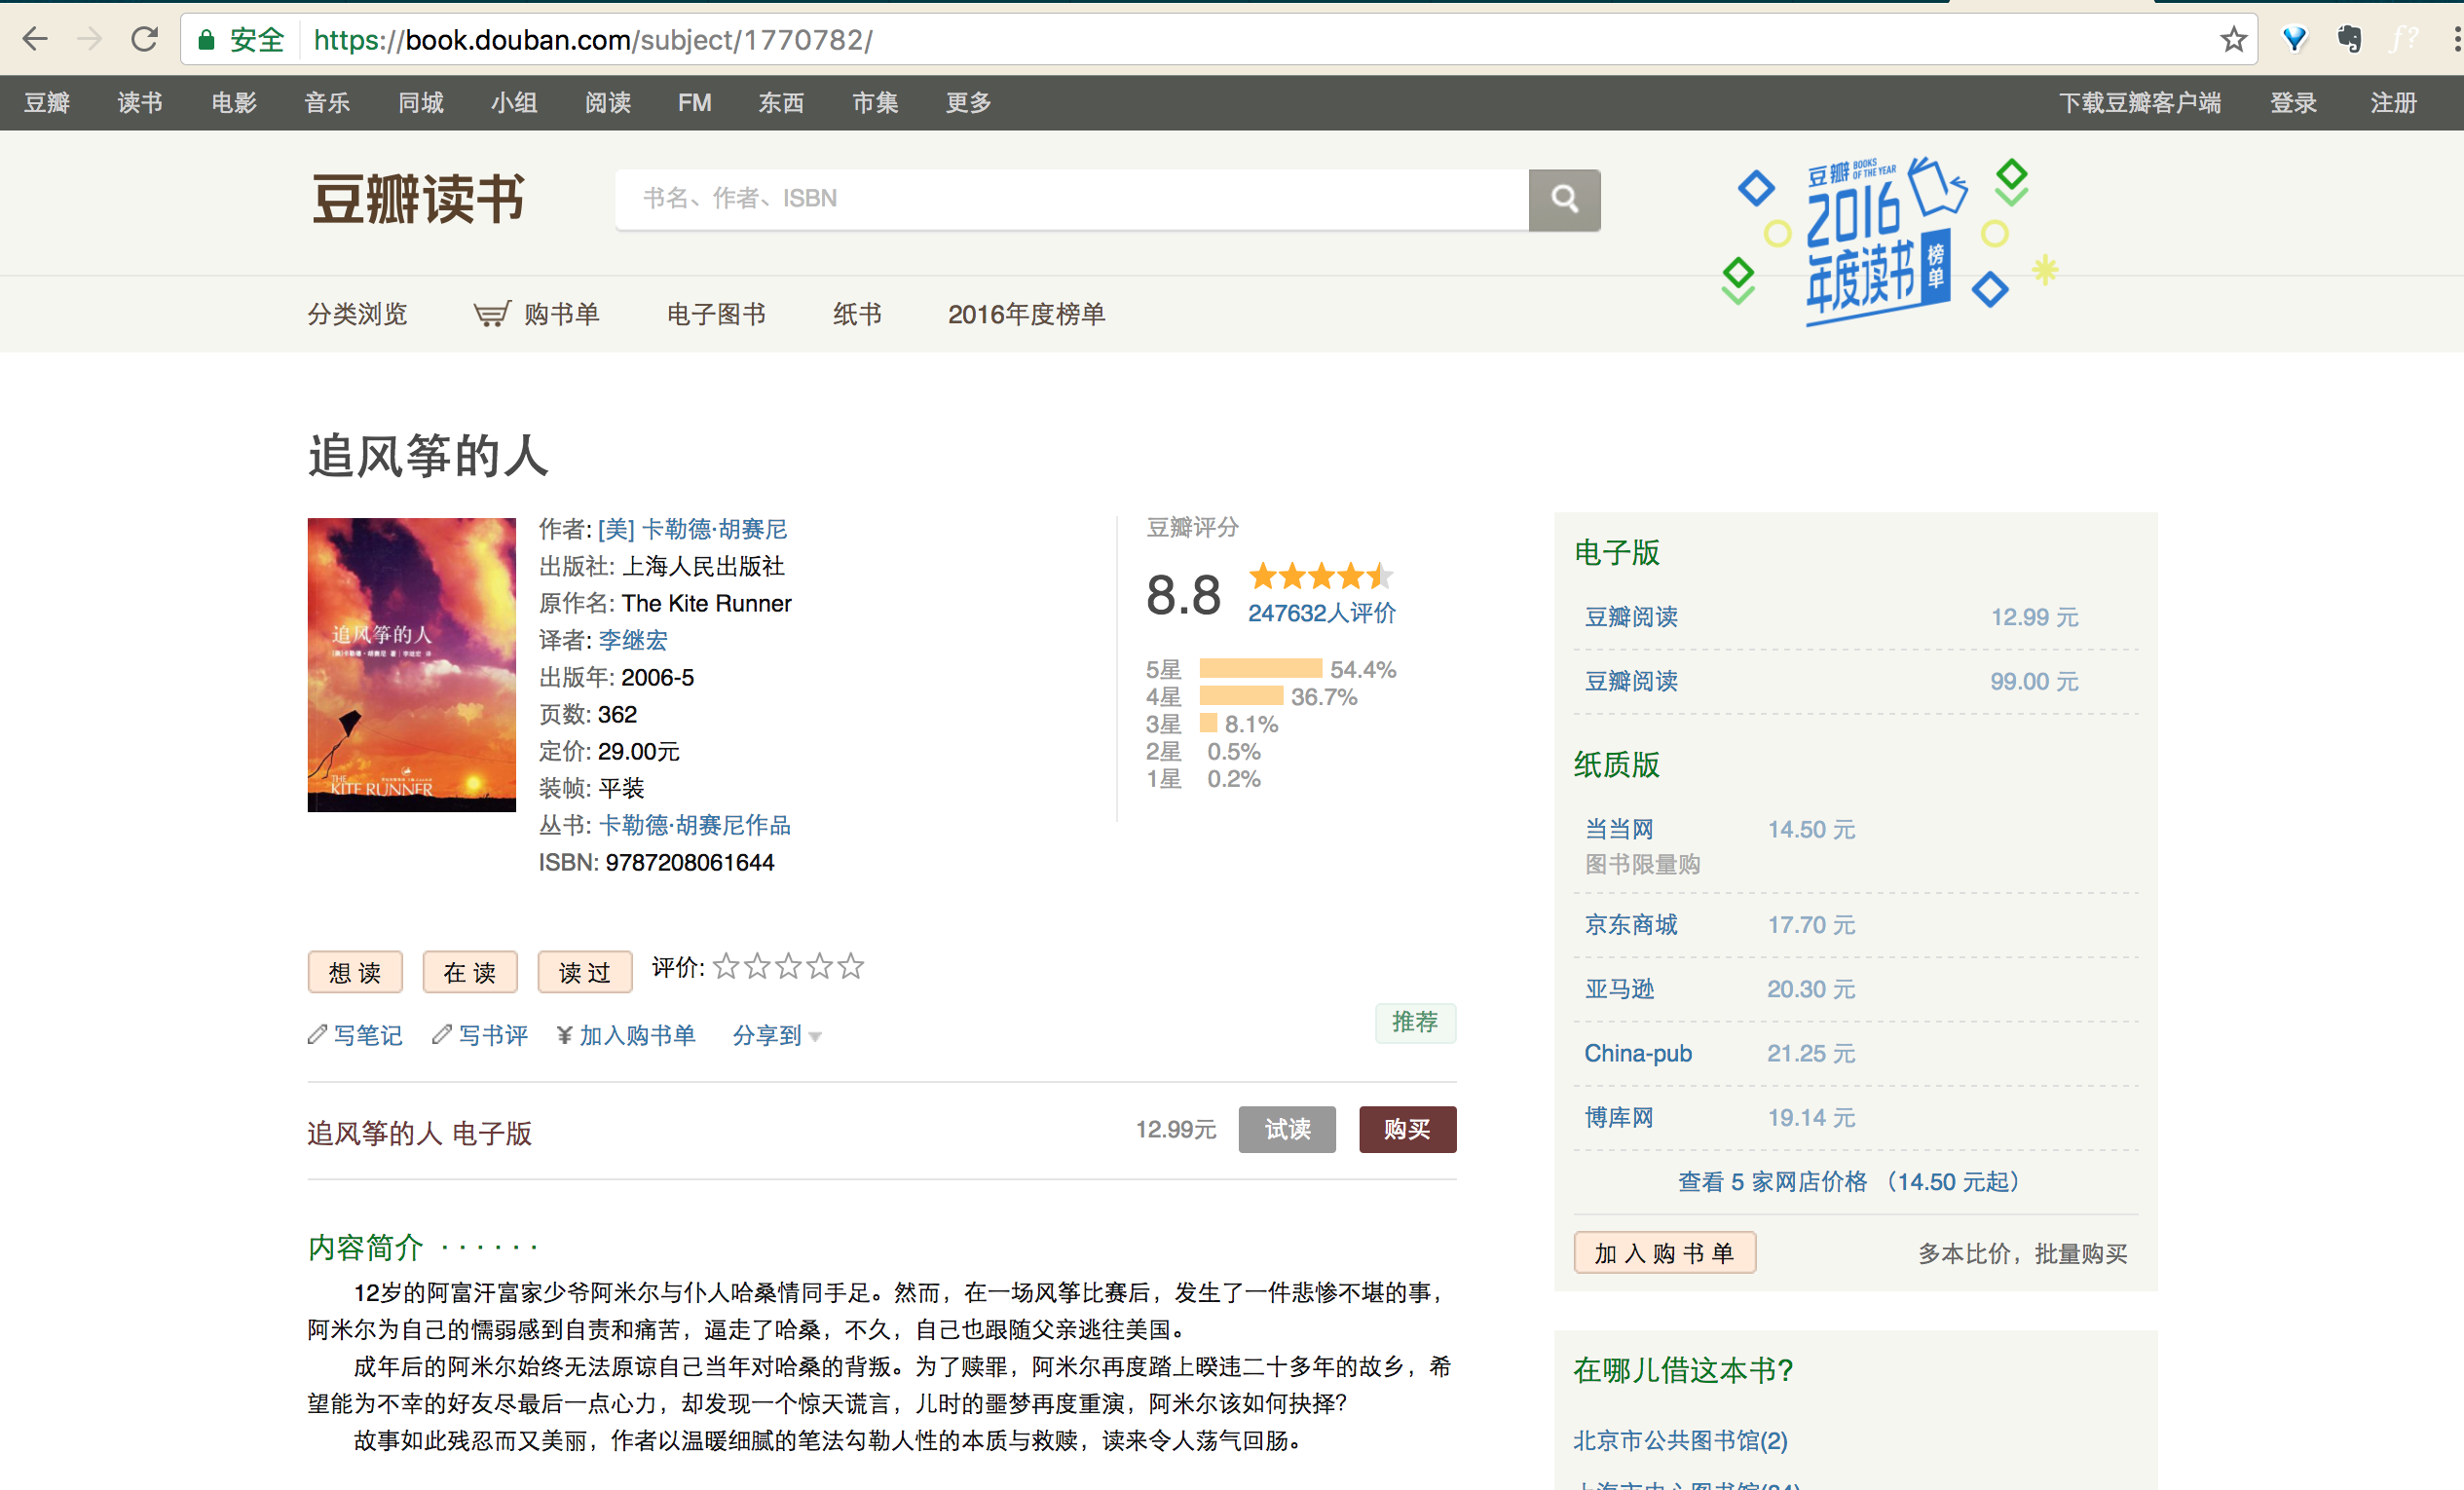 安全 https://book.douban.com/subject/1770782/
豆瓣 读书 电影 音乐 同城 小组 阅读 FM 东西 市集 更多 下载豆瓣客户端 登录 注册
豆瓣读书
书名、作者、ISBN
豆瓣 BOOKS OF THE YEAR
2016
年度读书
榜单
分类浏览 购书单 电子图书 纸书 2016年度榜单
追风筝的人
追风筝的人
THE
KITE RUNNER
作者: [美] 卡勒德·胡赛尼
出版社: 上海人民出版社
原作名: The Kite Runner
译者: 李继宏
出版年: 2006-5
页数: 362
定价: 29.00元
装帧: 平装
丛书: 卡勒德·胡赛尼作品
ISBN: 9787208061644
豆瓣评分
8.8
247632人评价
5星 54.4%
4星 36.7%
3星 8.1%
2星 0.5%
1星 0.2%
想读 在读 读过 评价:
写笔记 写书评 ¥ 加入购书单 分享到
推荐
追风筝的人 电子版 12.99元 试读 购买
内容简介 · · · · · ·
12岁的阿富汗富家少爷阿米尔与仆人哈桑情同手足。然而，在一场风筝比赛后，发生了一件悲惨不堪的事，
阿米尔为自己的懦弱感到自责和痛苦，逼走了哈桑，不久，自己也跟随父亲逃往美国。
成年后的阿米尔始终无法原谅自己当年对哈桑的背叛。为了赎罪，阿米尔再度踏上暌违二十多年的故乡，希
望能为不幸的好友尽最后一点心力，却发现一个惊天谎言，儿时的噩梦再度重演，阿米尔该如何抉择？
故事如此残忍而又美丽，作者以温暖细腻的笔法勾勒人性的本质与救赎，读来令人荡气回肠。
电子版
豆瓣阅读 12.99 元
豆瓣阅读 99.00 元
纸质版
当当网 14.50 元
图书限量购
京东商城 17.70 元
亚马逊 20.30 元
China-pub 21.25 元
博库网 19.14 元
查看 5 家网店价格 （14.50 元起）
加入购书单 多本比价，批量购买
在哪儿借这本书?
北京市公共图书馆(2)